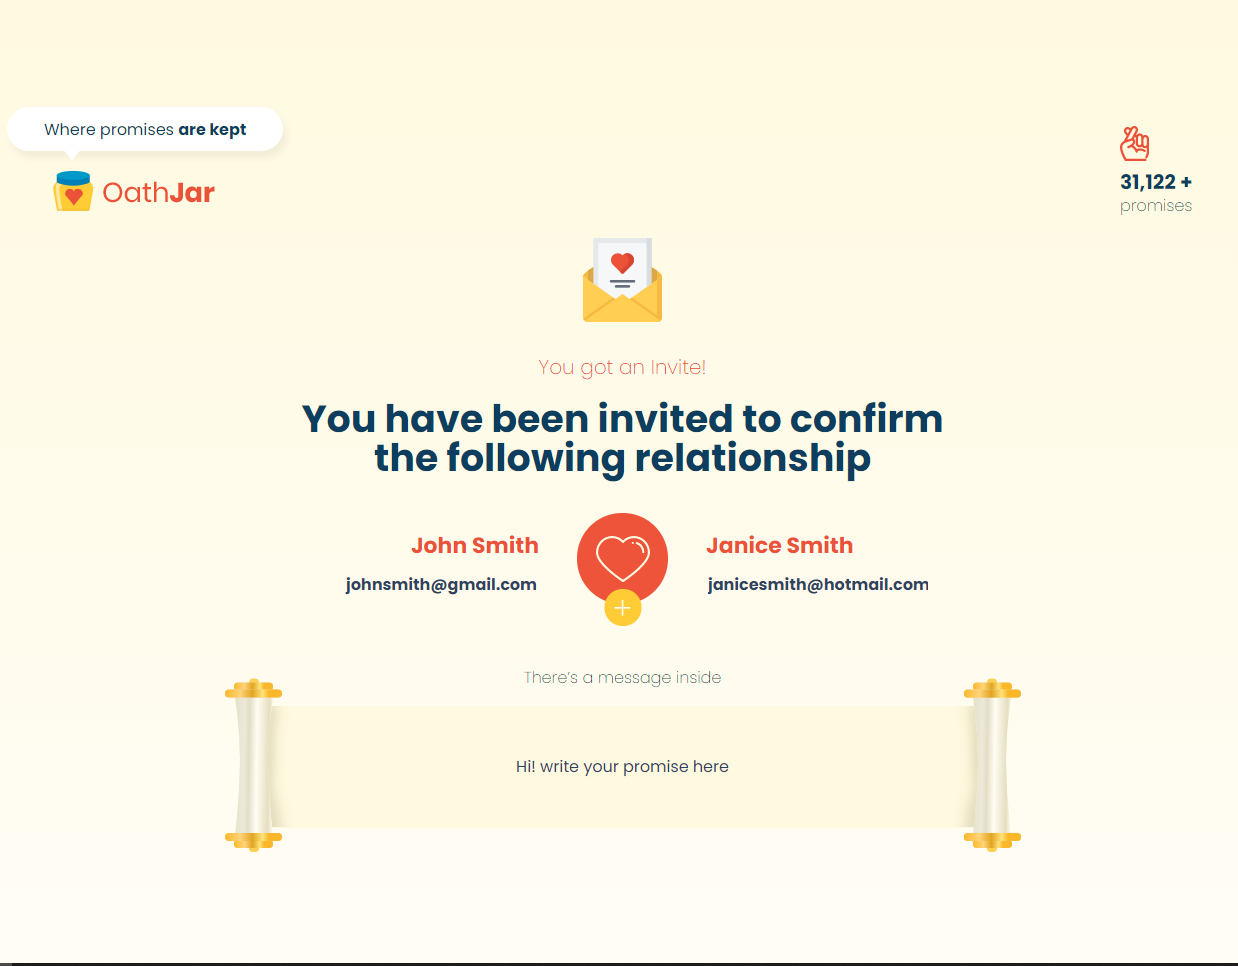 Where promises are kept
OathJar
31,122 +
promises
You got an Invite!
You have been invited to confirm
the following relationship
John Smith
johnsmith@gmail.com
Janice Smith
janicesmith@hotmail.com
There's a message inside
Hi! write your promise here